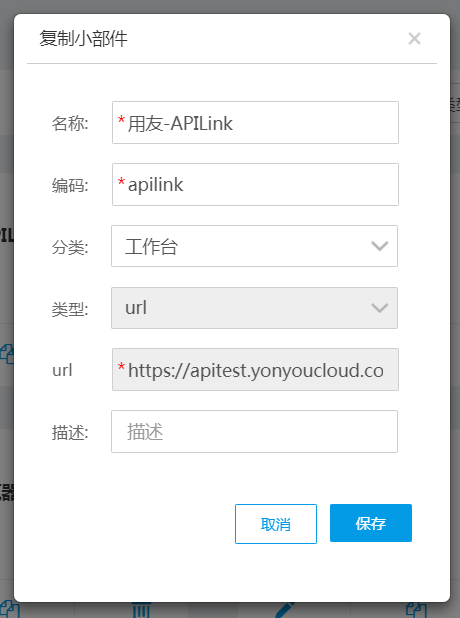 复制小部件
名称: *用友-APILink
编码: *apilink
分类: 工作台
类型: url
url *https://apitest.yonyoucloud.co
描述: 描述
取消 保存